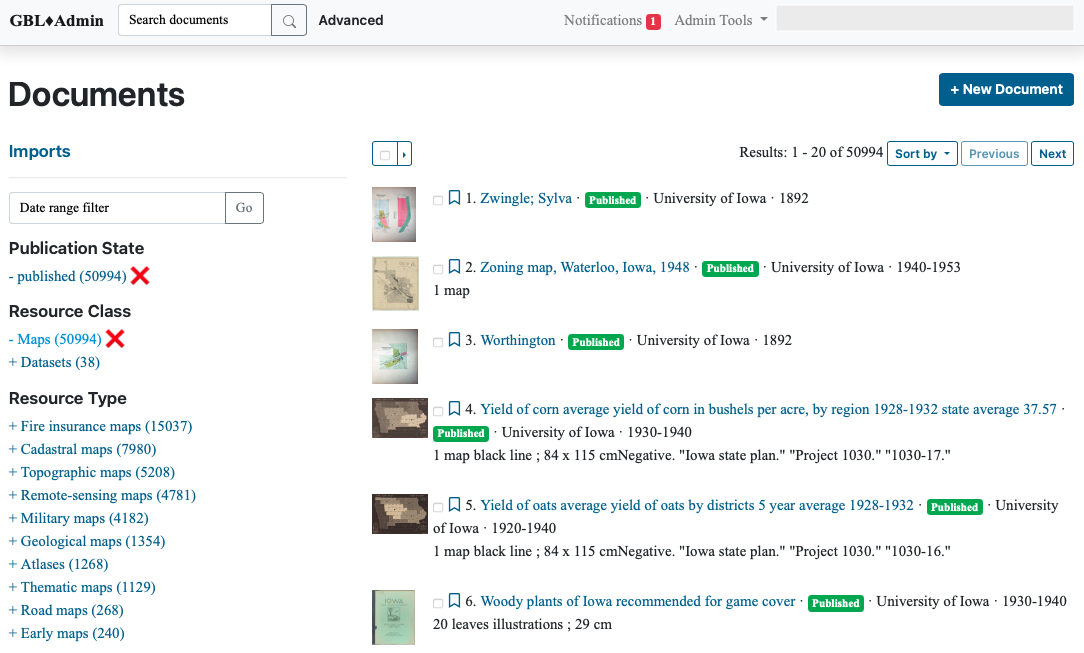 GBL♦Admin Search documents Advanced Notifications 1 Admin Tools
Documents
+ New Document
Imports
Date range filter Go
Publication State
- published (50994) ❌
Resource Class
- Maps (50994) ❌
+ Datasets (38)
Resource Type
+ Fire insurance maps (15037)
+ Cadastral maps (7980)
+ Topographic maps (5208)
+ Remote-sensing maps (4781)
+ Military maps (4182)
+ Geological maps (1354)
+ Atlases (1268)
+ Thematic maps (1129)
+ Road maps (268)
+ Early maps (240)
Results: 1 - 20 of 50994 Sort by Previous Next
1. Zwingle; Sylva · Published · University of Iowa · 1892
2. Zoning map, Waterloo, Iowa, 1948 · Published · University of Iowa · 1940-1953
1 map
3. Worthington · Published · University of Iowa · 1892
4. Yield of corn average yield of corn in bushels per acre, by region 1928-1932 state average 37.57 ·
Published · University of Iowa · 1930-1940
1 map black line ; 84 x 115 cmNegative. "Iowa state plan." "Project 1030." "1030-17."
5. Yield of oats average yield of oats by districts 5 year average 1928-1932 · Published · University
of Iowa · 1920-1940
1 map black line ; 84 x 115 cmNegative. "Iowa state plan." "Project 1030." "1030-16."
6. Woody plants of Iowa recommended for game cover · Published · University of Iowa · 1930-1940
20 leaves illustrations ; 29 cm